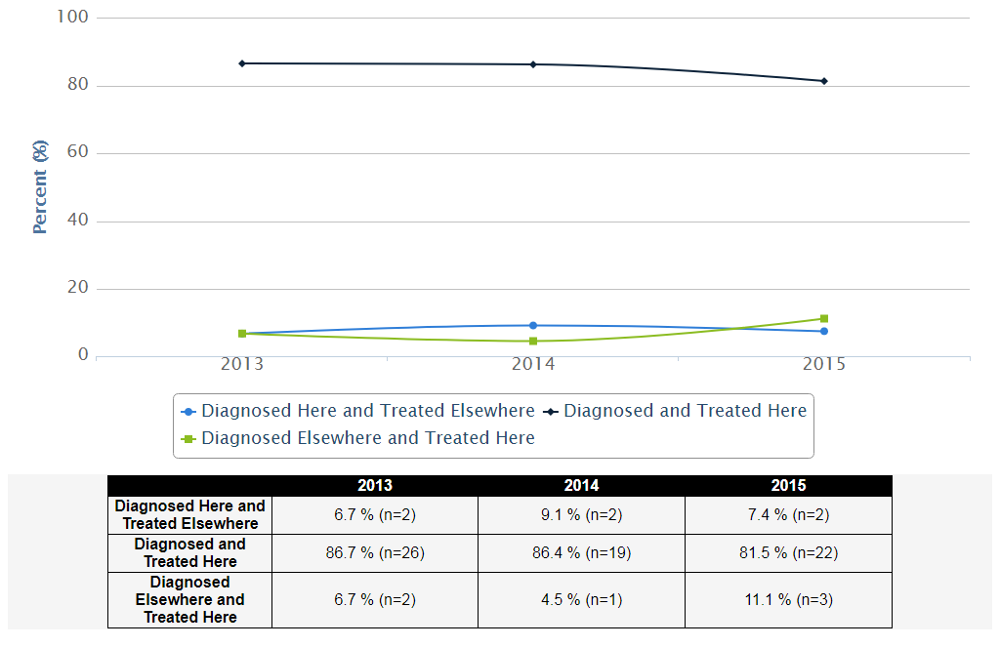 100
80
60
40
20
0
Percent (%)
2013 2014 2015
Diagnosed Here and Treated Elsewhere Diagnosed and Treated Here
Diagnosed Elsewhere and Treated Here
2013 2014 2015
Diagnosed Here and
Treated Elsewhere
6.7 % (n=2) 9.1 % (n=2) 7.4 % (n=2)
Diagnosed and
Treated Here
86.7 % (n=26) 86.4 % (n=19) 81.5 % (n=22)
Diagnosed
Elsewhere and
Treated Here
6.7 % (n=2) 4.5 % (n=1) 11.1 % (n=3)